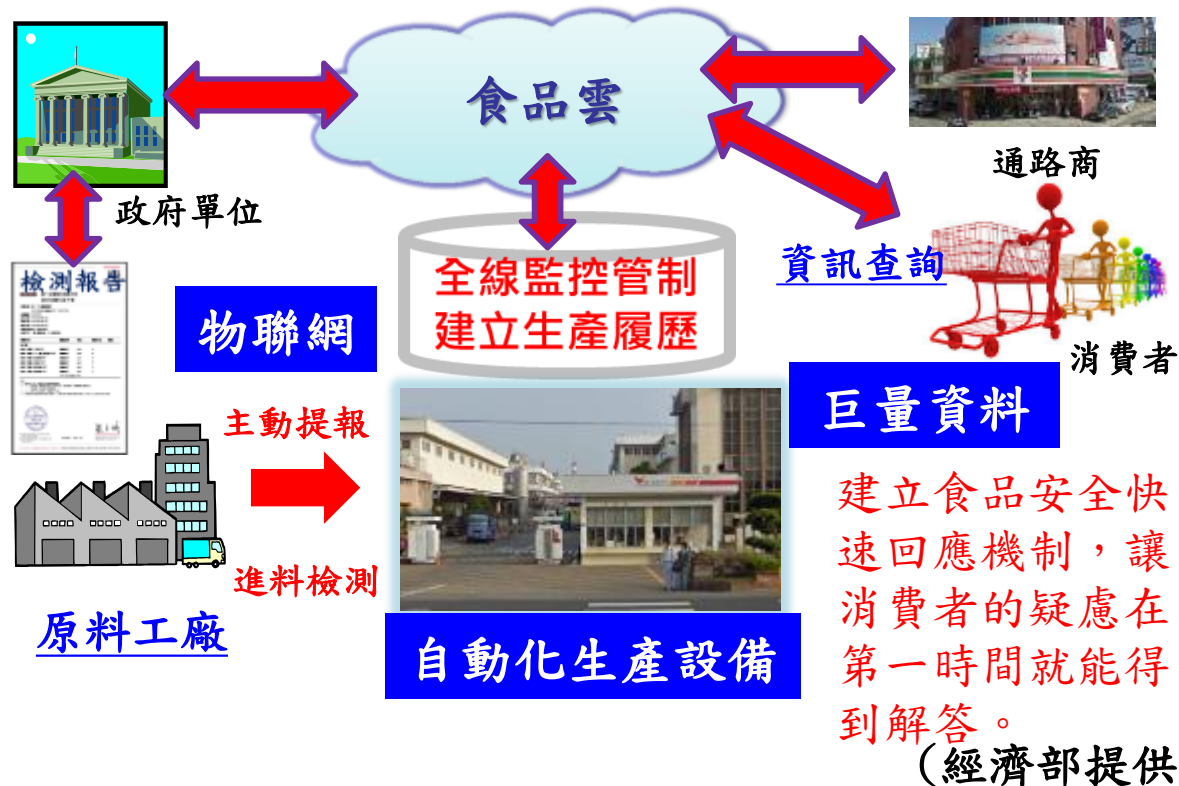 食品雲
通路商
政府單位
檢測報告
全線監控管制
建立生產履歷
資訊查詢
物聯網
消費者
巨量資料
主動提報
進料檢測
原料工廠
自動化生產設備
建立食品安全快
速回應機制，讓
消費者的疑慮在
第一時間就能得
到解答。
（經濟部提供